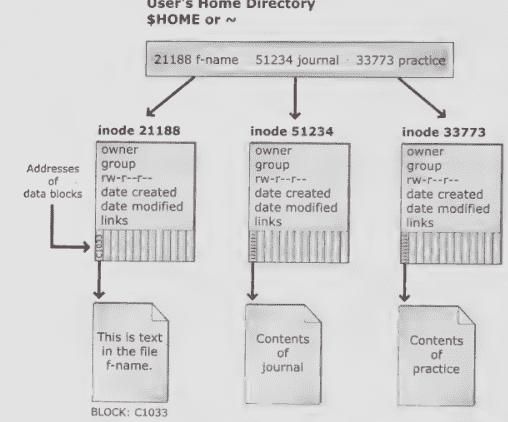 User's Home Directory
$HOME or ~
21188 f-name 51234 journal 33773 practice
inode 21188
owner
group
rw-r--r--
date created
date modified
links
C1033
inode 51234
owner
group
rw-r--r--
date created
date modified
links
inode 33773
owner
group
rw-r--r--
date created
date modified
links
Addresses
of
data blocks
This is text
in the file
f-name.
Contents
of
journal
Contents
of
practice
BLOCK: C1033